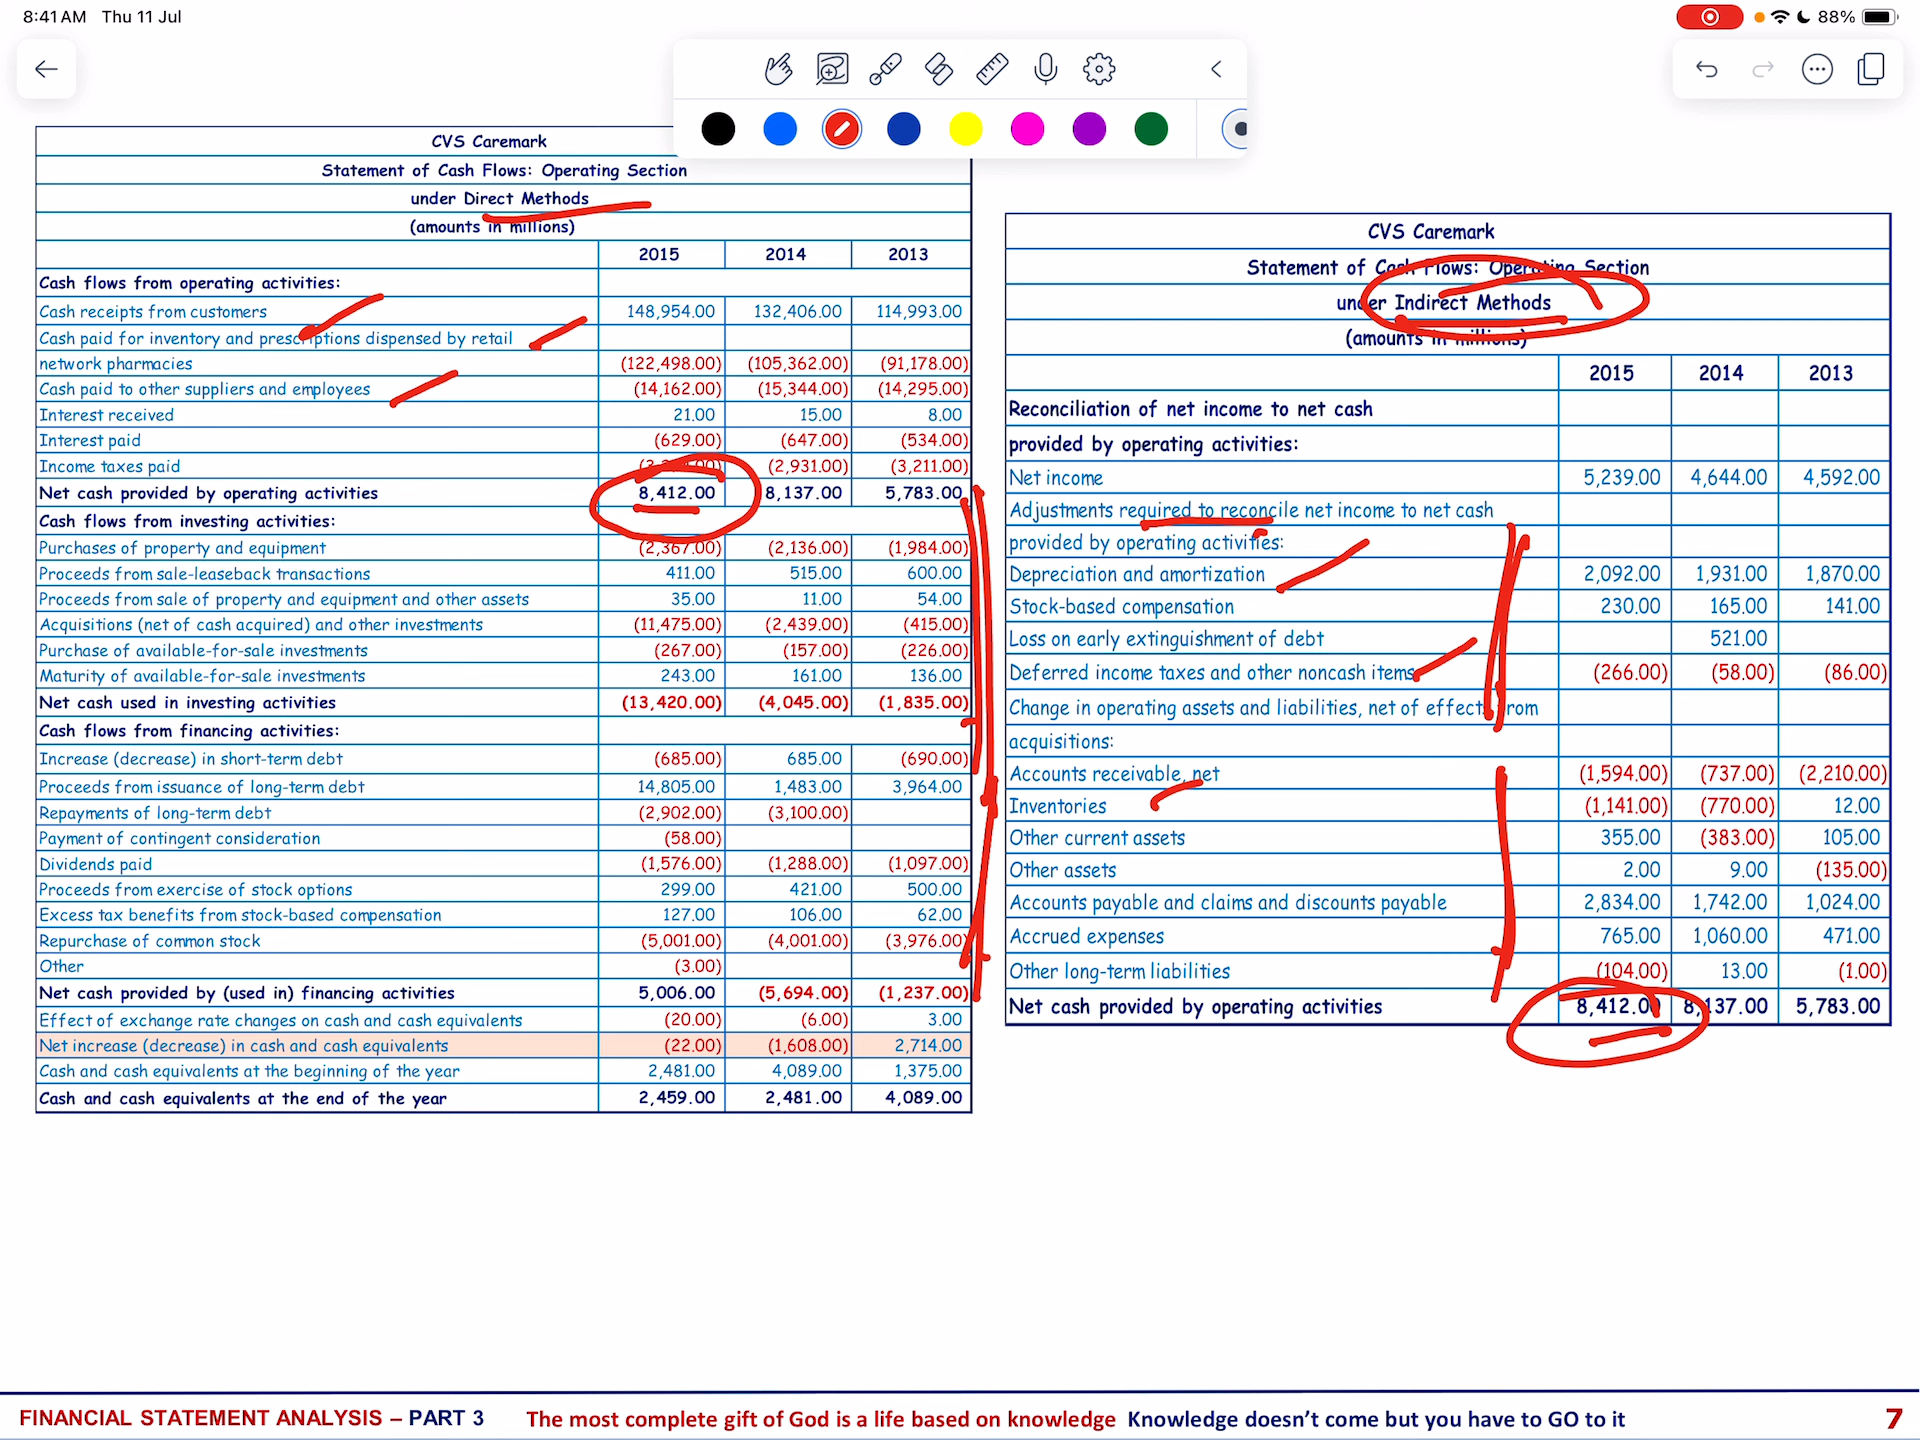 8:41 AM Thu 11 Jul
88%
CVS Caremark
Statement of Cash Flows: Operating Section
under Direct Methods
(amounts in millions)
2015 2014 2013
Cash flows from operating activities:
Cash receipts from customers 148,954.00 132,406.00 114,993.00
Cash paid for inventory and prescriptions dispensed by retail
network pharmacies (122,498.00) (105,362.00) (91,178.00)
Cash paid to other suppliers and employees (14,162.00) (15,344.00) (14,295.00)
Interest received 21.00 15.00 8.00
Interest paid (629.00) (647.00) (534.00)
Income taxes paid (2,931.00) (3,211.00)
Net cash provided by operating activities 8,412.00 8,137.00 5,783.00
Cash flows from investing activities:
Purchases of property and equipment (2,367.00) (2,136.00) (1,984.00)
Proceeds from sale-leaseback transactions 411.00 515.00 600.00
Proceeds from sale of property and equipment and other assets 35.00 11.00 54.00
Acquisitions (net of cash acquired) and other investments (11,475.00) (2,439.00) (415.00)
Purchase of available-for-sale investments (267.00) (157.00) (226.00)
Maturity of available-for-sale investments 243.00 161.00 136.00
Net cash used in investing activities (13,420.00) (4,045.00) (1,835.00)
Cash flows from financing activities:
Increase (decrease) in short-term debt (685.00) 685.00 (690.00)
Proceeds from issuance of long-term debt 14,805.00 1,483.00 3,964.00
Repayments of long-term debt (2,902.00) (3,100.00)
Payment of contingent consideration (58.00)
Dividends paid (1,576.00) (1,288.00) (1,097.00)
Proceeds from exercise of stock options 299.00 421.00 500.00
Excess tax benefits from stock-based compensation 127.00 106.00 62.00
Repurchase of common stock (5,001.00) (4,001.00) (3,976.00)
Other (3.00)
Net cash provided by (used in) financing activities 5,006.00 (5,694.00) (1,237.00)
Effect of exchange rate changes on cash and cash equivalents (20.00) (6.00) 3.00
Net increase (decrease) in cash and cash equivalents (22.00) (1,608.00) 2,714.00
Cash and cash equivalents at the beginning of the year 2,481.00 4,089.00 1,375.00
Cash and cash equivalents at the end of the year 2,459.00 2,481.00 4,089.00
CVS Caremark
Statement of Cash Flows: Operating Section
under Indirect Methods
(amounts in millions)
2015 2014 2013
Reconciliation of net income to net cash
provided by operating activities:
Net income 5,239.00 4,644.00 4,592.00
Adjustments required to reconcile net income to net cash
provided by operating activities:
Depreciation and amortization 2,092.00 1,931.00 1,870.00
Stock-based compensation 230.00 165.00 141.00
Loss on early extinguishment of debt 521.00
Deferred income taxes and other noncash items (266.00) (58.00) (86.00)
Change in operating assets and liabilities, net of effects from
acquisitions:
Accounts receivable, net (1,594.00) (737.00) (2,210.00)
Inventories (1,141.00) (770.00) 12.00
Other current assets 355.00 (383.00) 105.00
Other assets 2.00 9.00 (135.00)
Accounts payable and claims and discounts payable 2,834.00 1,742.00 1,024.00
Accrued expenses 765.00 1,060.00 471.00
Other long-term liabilities (104.00) 13.00 (1.00)
Net cash provided by operating activities 8,412.00 8,137.00 5,783.00
FINANCIAL STATEMENT ANALYSIS – PART 3 The most complete gift of God is a life based on knowledge Knowledge doesn't come but you have to GO to it 7